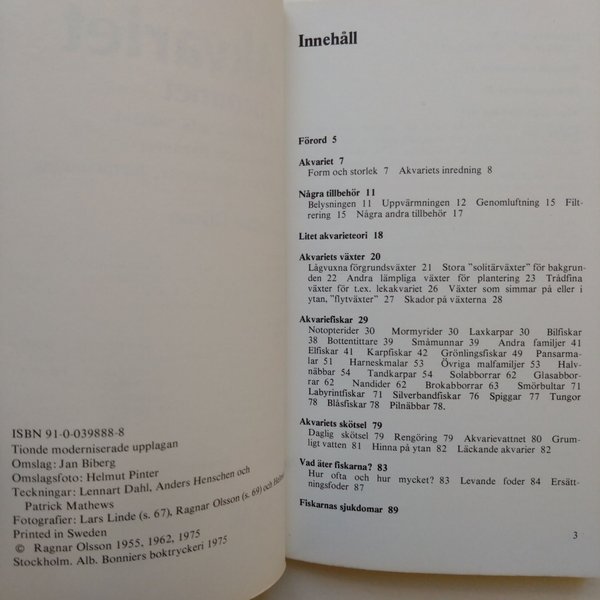 ISBN 91-0-039888-8
Tionde moderniserade upplagan
Omslag: Jan Biberg
Omslagsfoto: Helmut Pinter
Teckningar: Lennart Dahl, Anders Henschen och
Patrick Mathews
Fotografier: Lars Linde (s. 67), Ragnar Olsson (s. 69) och
Printed in Sweden
© Ragnar Olsson 1955, 1962, 1975
Stockholm. Alb. Bonniers boktryckeri 1975
Innehåll
Förord 5
Akvariet 7
Form och storlek 7 Akvariets inredning 8
Några tillbehör 11
Belysningen 11 Uppvärmningen 12 Genomluftning 15 Filt-
rering 15 Några andra tillbehör 17
Litet akvarieteori 18
Akvariets växter 20
Lågvuxna förgrundsväxter 21 Stora "solitärväxter" för bakgrun-
den 22 Andra lämpliga växter för plantering 23 Trådfina
växter för t.ex. lekakvariet 26 Växter som simmar på eller i
ytan, "flytväxter" 27 Skador på växterna 28
Akvariefiskar 29
Notopterider 30 Mormyrider 30 Laxkarpar 30 Bilfiskar
38 Bottentittare 39 Småmunnar 39 Andra familjer 41
Elfiskar 41 Karpfiskar 42 Grönlingsfiskar 49 Pansarma-
lar 51 Harneskmalar 53 Övriga malfamiljer 53 Halv-
näbbar 54 Tandkarpar 54 Solabborrar 62 Glasabbor-
rar 62 Nandider 62 Brokabborrar 63 Smörbultar 71
Labyrintfiskar 71 Silverbandfiskar 76 Spiggar 77 Tungor
78 Blåsfiskar 78 Pilnäbbar 78.
Akvariets skötsel 79
Daglig skötsel 79 Rengöring 79 Akvarievattnet 80 Grum-
ligt vatten 81 Hinna på ytan 82 Läckande akvarier 82
Vad äter fiskarna? 83
Hur ofta och hur mycket? 83 Levande foder 84 Ersätt-
ningsfoder 87
Fiskarnas sjukdomar 89
3